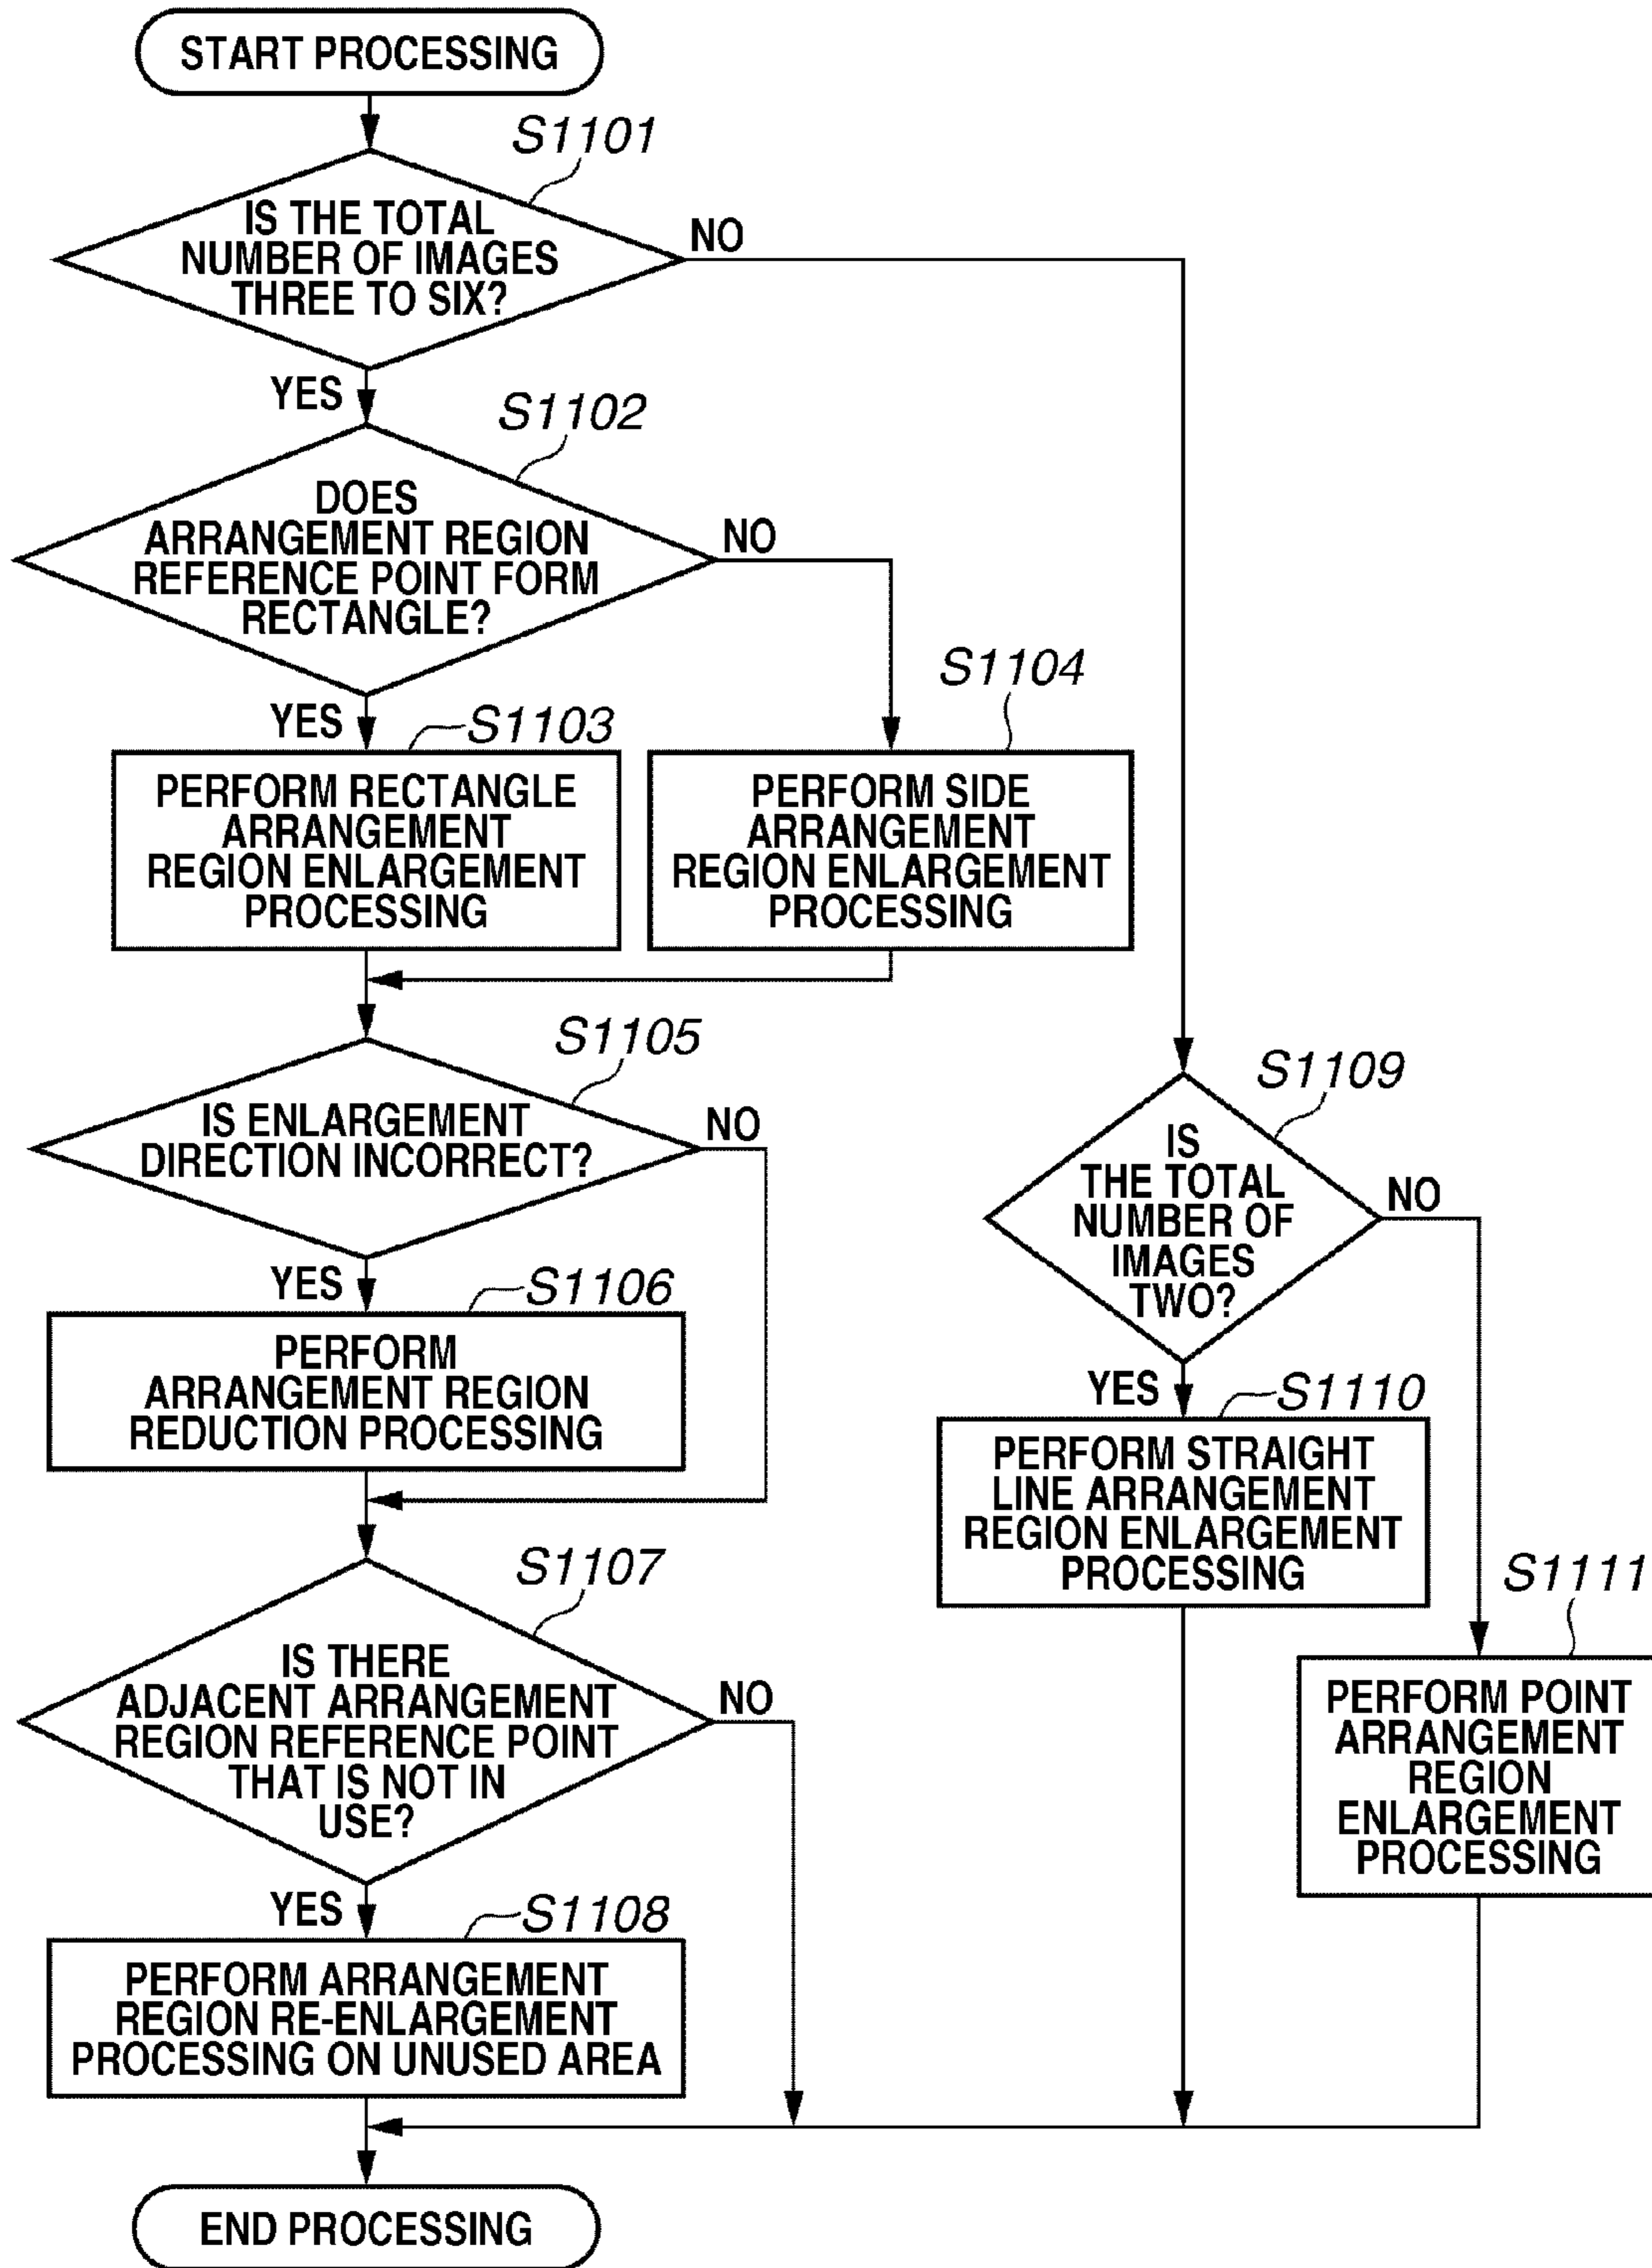 START PROCESSING
S1101
IS THE TOTAL
NUMBER OF IMAGES
THREE TO SIX?
NO
YES
S1102
DOES
ARRANGEMENT REGION
REFERENCE POINT FORM
RECTANGLE?
NO
YES
S1103
S1104
PERFORM RECTANGLE
ARRANGEMENT
REGION ENLARGEMENT
PROCESSING
PERFORM SIDE
ARRANGEMENT
REGION ENLARGEMENT
PROCESSING
S1105
IS ENLARGEMENT
DIRECTION INCORRECT?
NO
YES
S1106
PERFORM
ARRANGEMENT REGION
REDUCTION PROCESSING
S1107
IS THERE
ADJACENT ARRANGEMENT
REGION REFERENCE POINT
THAT IS NOT IN
USE?
NO
YES
S1108
PERFORM ARRANGEMENT
REGION RE-ENLARGEMENT
PROCESSING ON UNUSED AREA
S1109
IS
THE TOTAL
NUMBER OF
IMAGES
TWO?
NO
YES
S1110
PERFORM STRAIGHT
LINE ARRANGEMENT
REGION ENLARGEMENT
PROCESSING
S1111
PERFORM POINT
ARRANGEMENT
REGION
ENLARGEMENT
PROCESSING
END PROCESSING